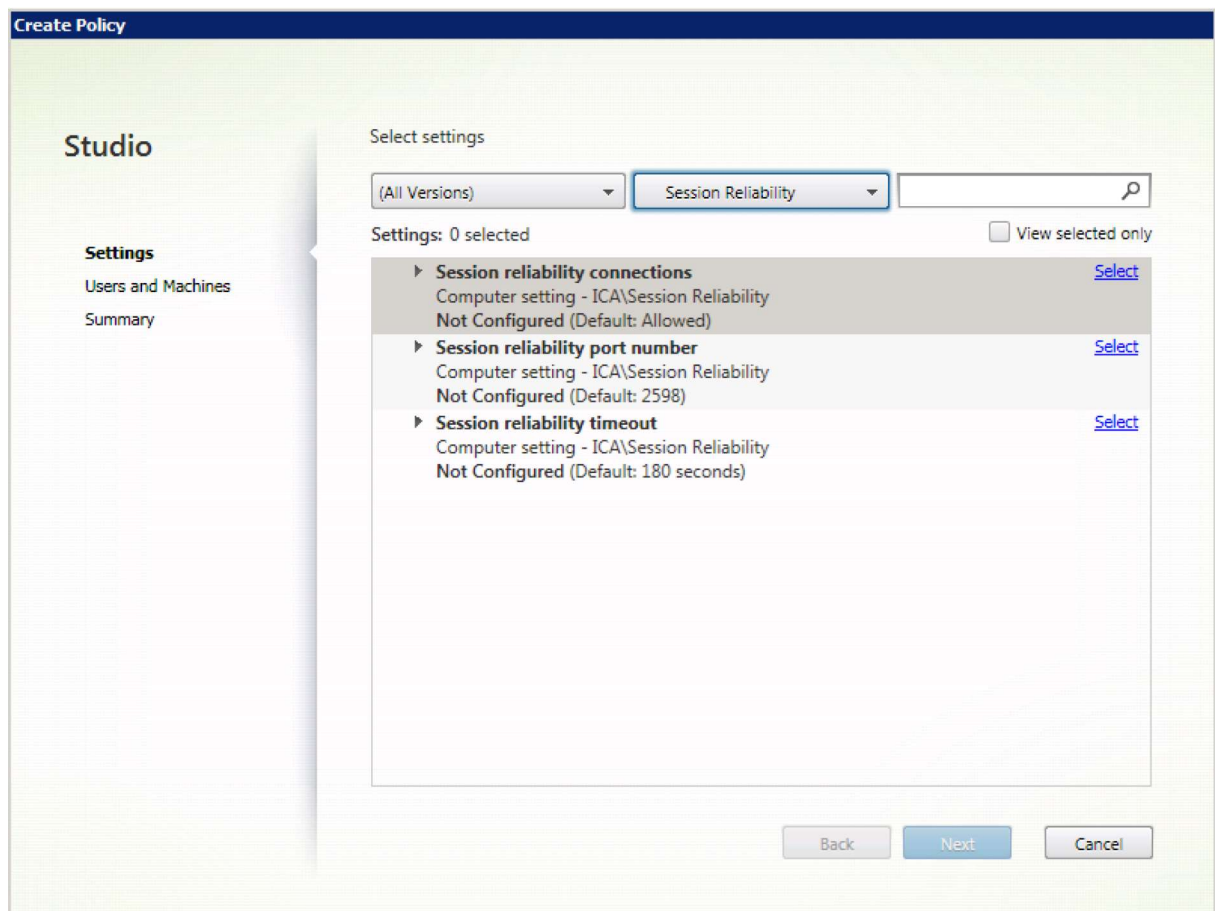 Create Policy
Studio
Settings
Users and Machines
Summary
Select settings
(All Versions)
Session Reliability
Settings: 0 selected
View selected only
Session reliability connections
Select
Computer setting - ICA\Session Reliability
Not Configured (Default: Allowed)
Session reliability port number
Select
Computer setting - ICA\Session Reliability
Not Configured (Default: 2598)
Session reliability timeout
Select
Computer setting - ICA\Session Reliability
Not Configured (Default: 180 seconds)
Back
Next
Cancel